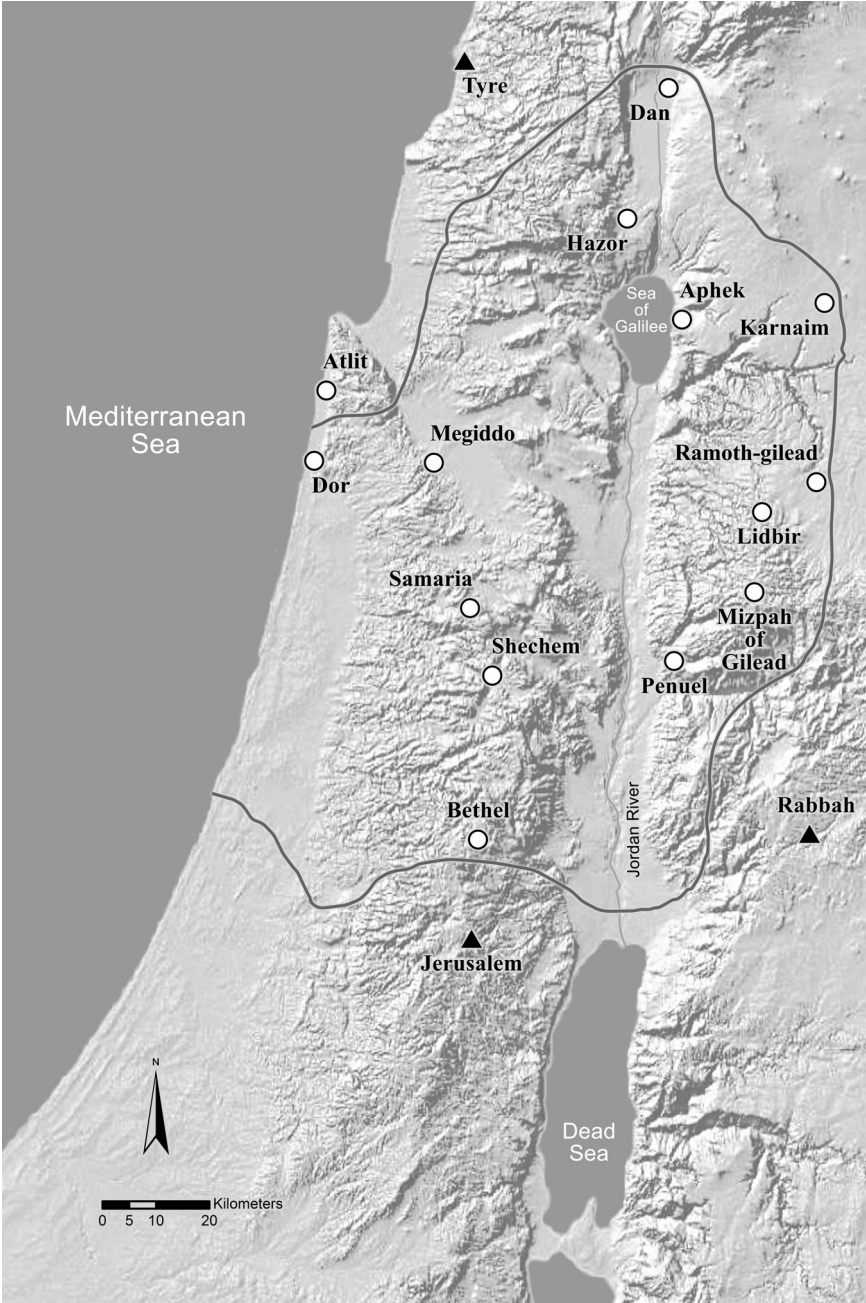 Tyre
Dan
Hazor
Sea
of
Galilee
Aphek
Karnaim
Atlit
Mediterranean
Sea
Megiddo
Dor
Ramoth-gilead
Lidbir
Samaria
Mizpah
of
Gilead
Shechem
Penuel
Jordan River
Bethel
Rabbah
Jerusalem
N
Dead
Sea
Kilometers
0 5 10 20